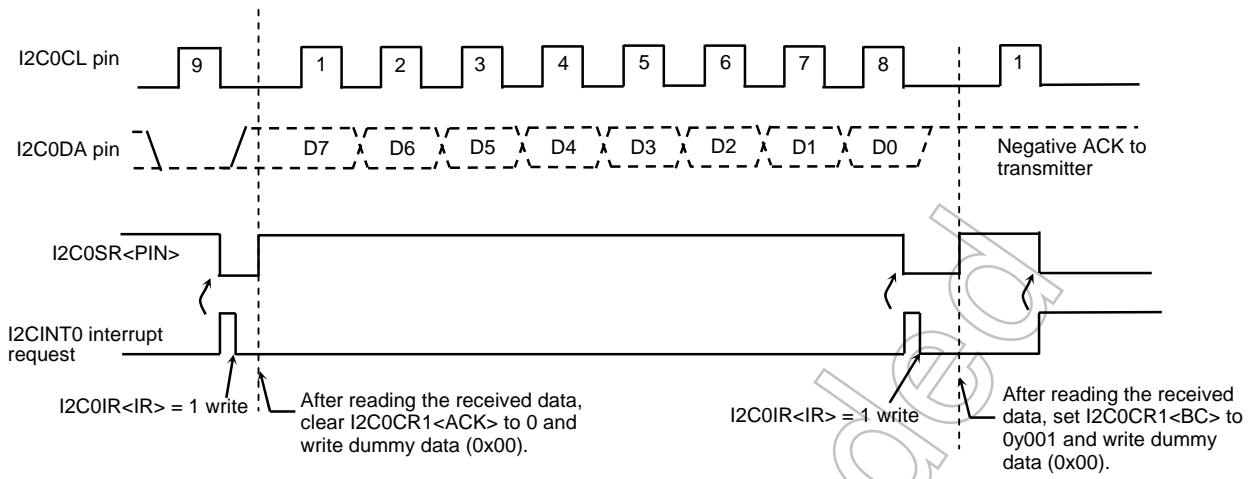 I2C0CL pin
9 1 2 3 4 5 6 7 8 1
I2C0DA pin
D7 D6 D5 D4 D3 D2 D1 D0
Negative ACK to
transmitter
I2C0SR<PIN>
I2CINT0 interrupt
request
I2C0IR<IR> = 1 write
After reading the received data,
clear I2C0CR1<ACK> to 0 and
write dummy data (0x00).
I2C0IR<IR> = 1 write
After reading the received
data, set I2C0CR1<BC> to
0y001 and write dummy
data (0x00).